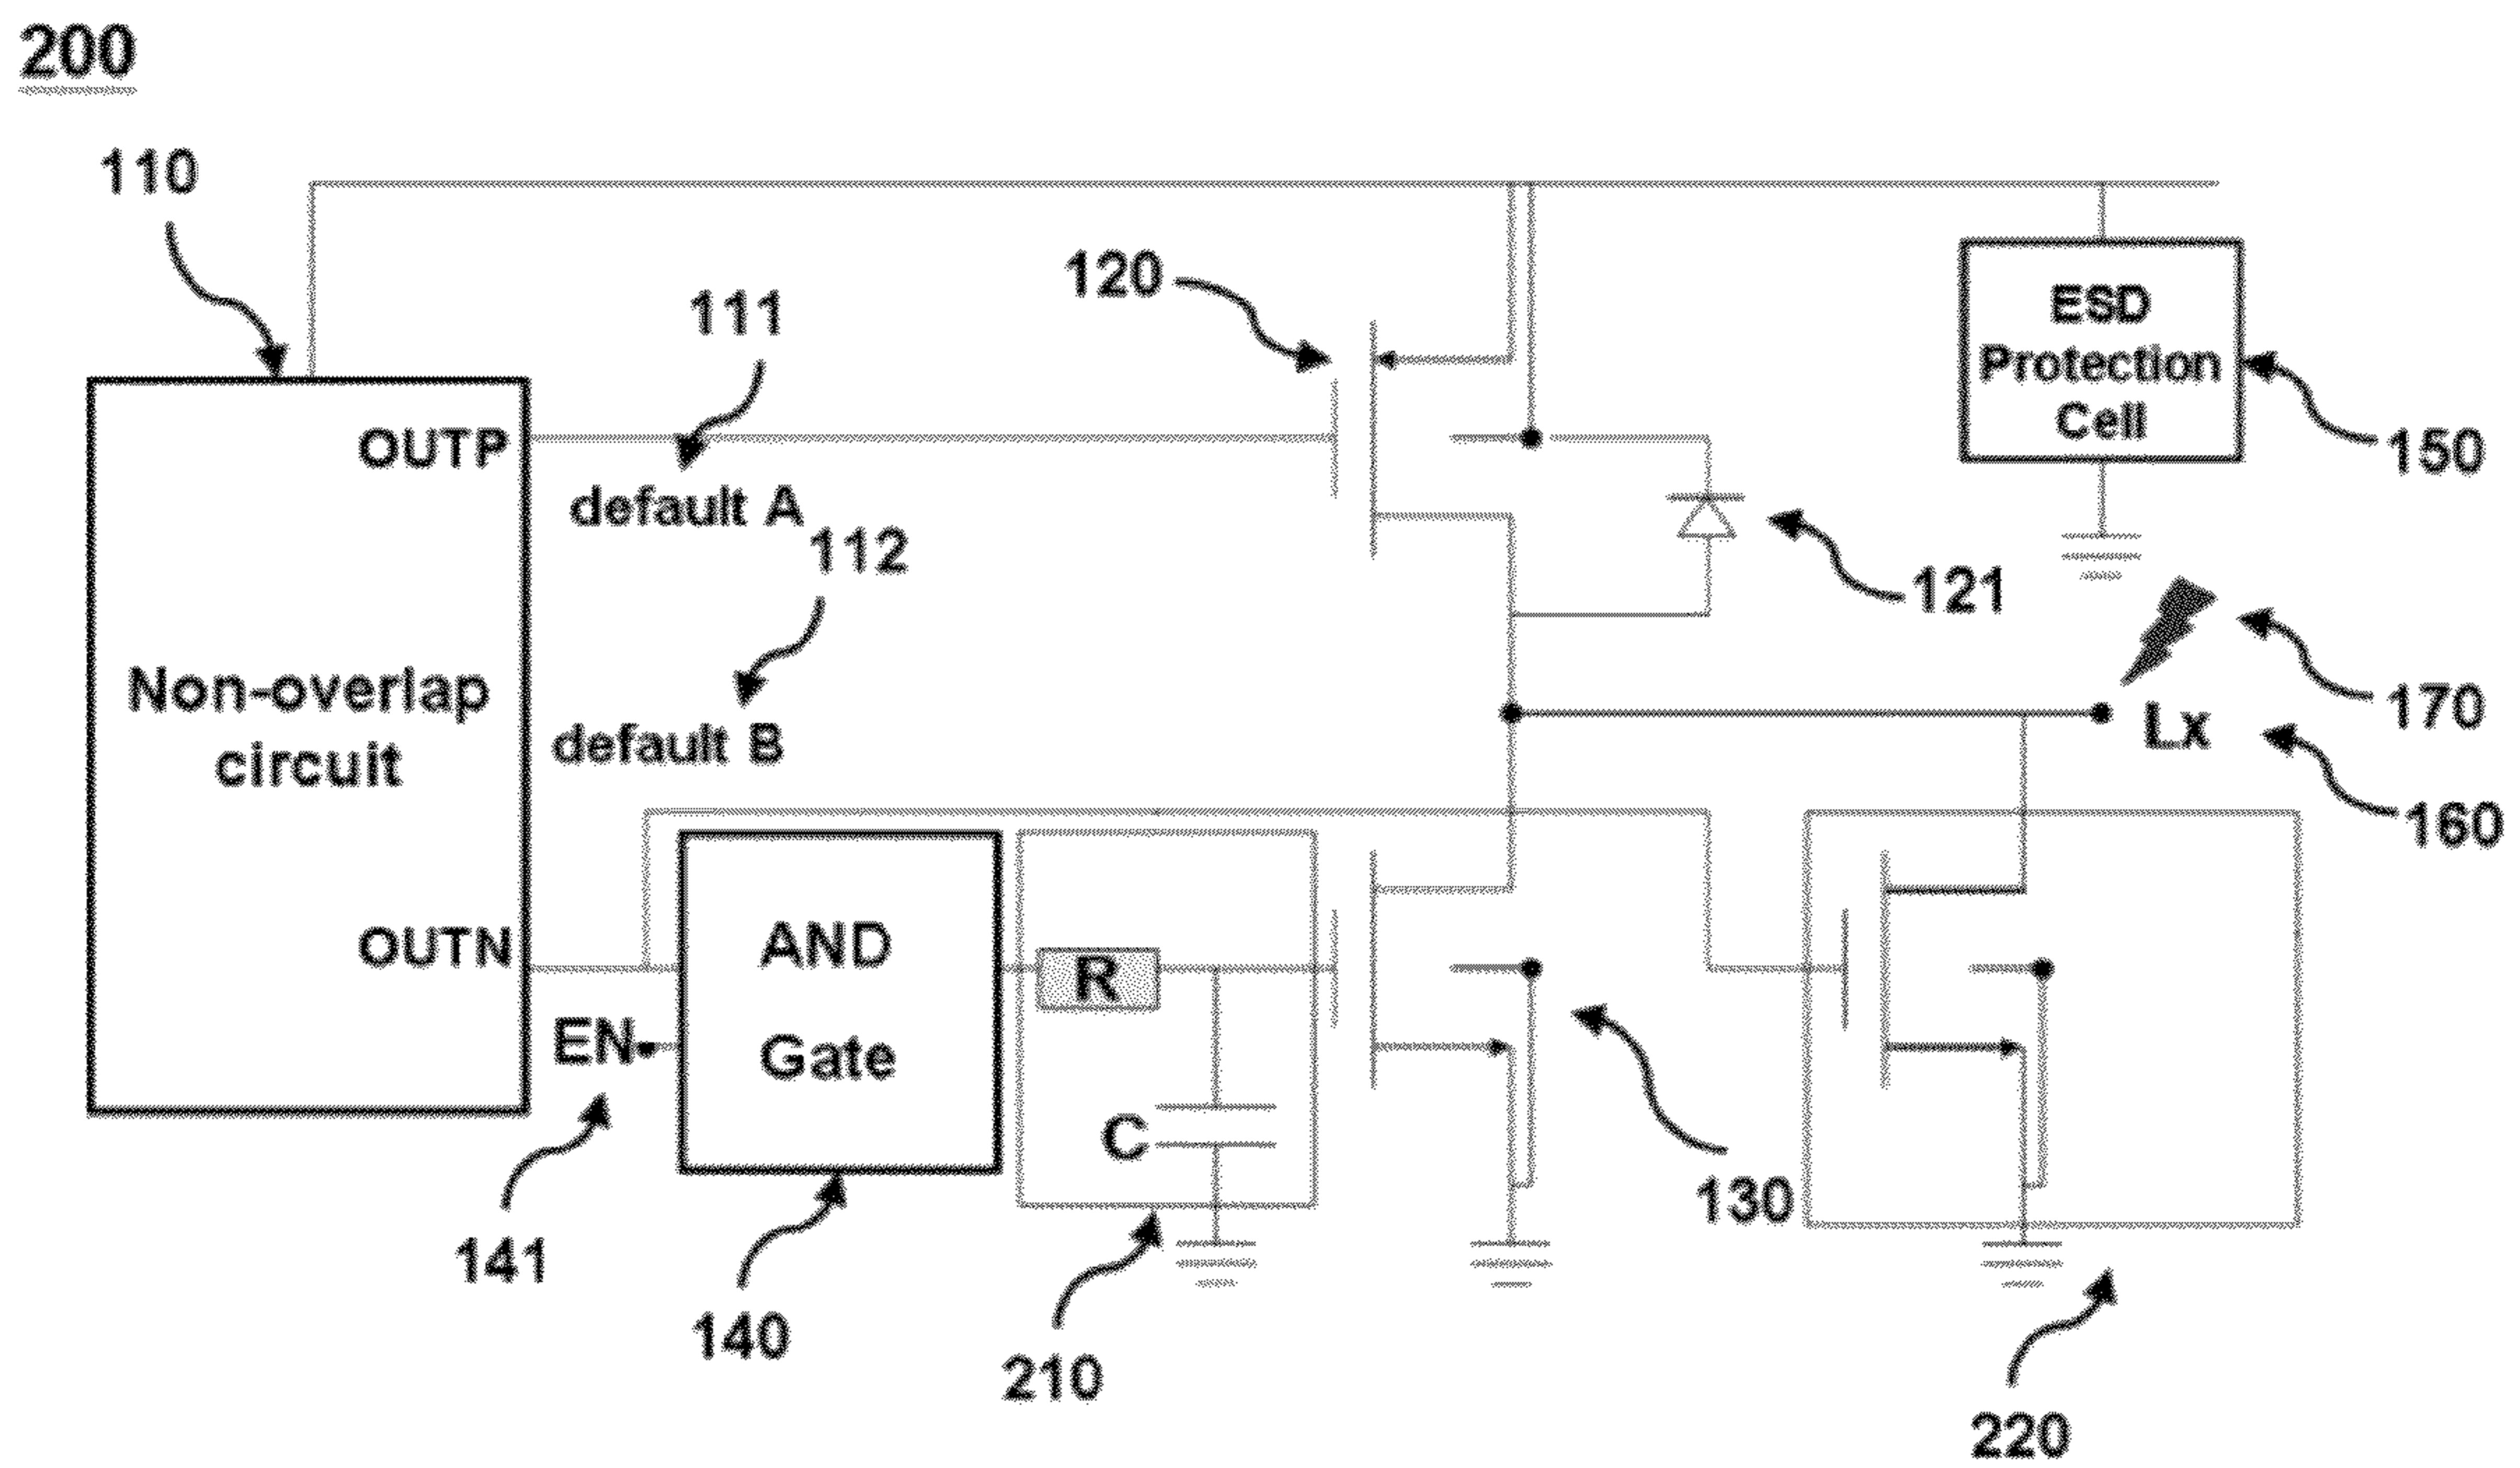 200
110
120
111
ESD
Protection
Cell
150
OUTP
default A
112
121
Non-overlap
circuit
default B
170
Lx
160
OUTN
AND
Gate
R
EN
C
130
141
140
210
220